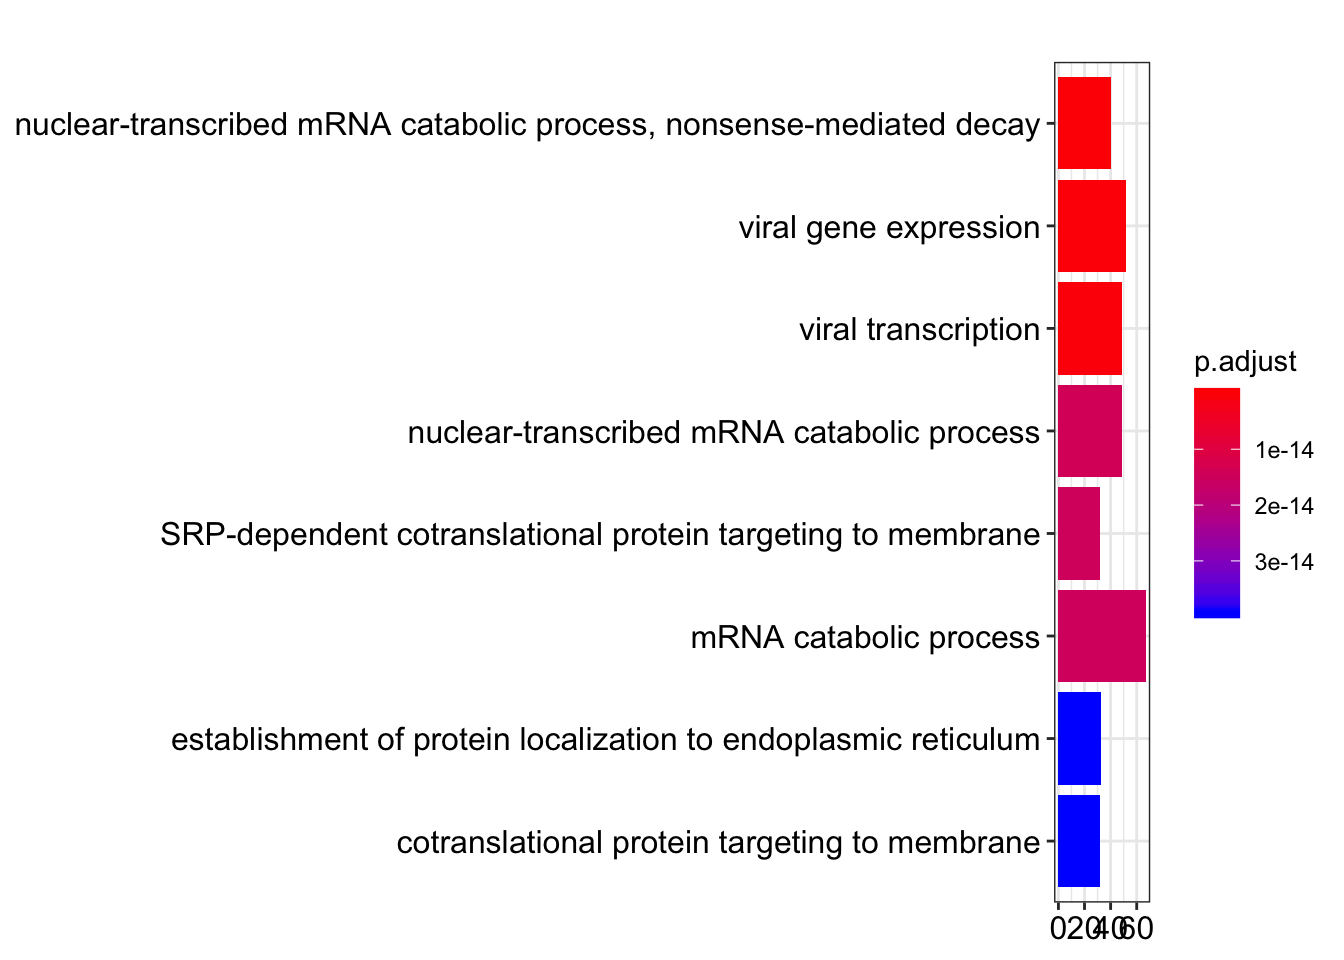 nuclear-transcribed mRNA catabolic process, nonsense-mediated decay
viral gene expression
viral transcription
nuclear-transcribed mRNA catabolic process
SRP-dependent cotranslational protein targeting to membrane
mRNA catabolic process
establishment of protein localization to endoplasmic reticulum
cotranslational protein targeting to membrane
0 20 40 60
p.adjust
1e-14
2e-14
3e-14